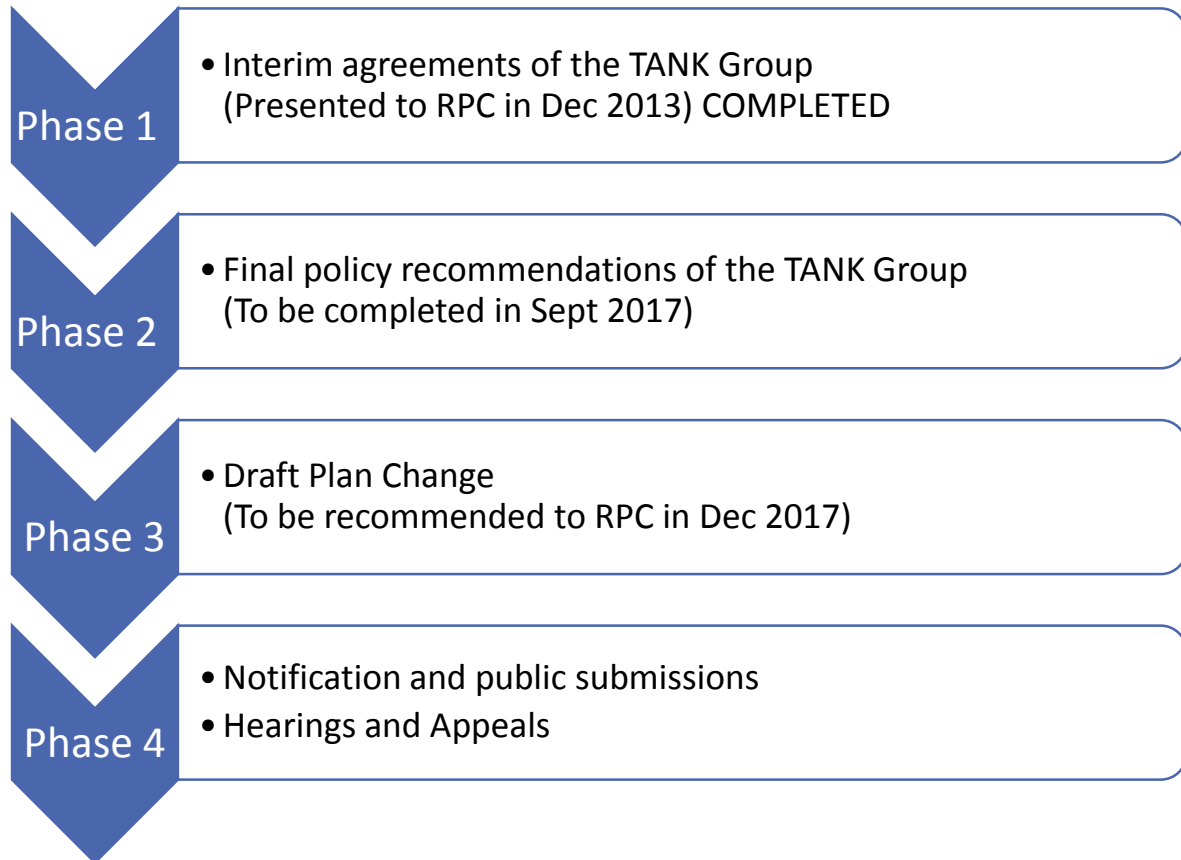 Phase 1
• Interim agreements of the TANK Group
(Presented to RPC in Dec 2013) COMPLETED
Phase 2
• Final policy recommendations of the TANK Group
(To be completed in Sept 2017)
Phase 3
• Draft Plan Change
(To be recommended to RPC in Dec 2017)
Phase 4
• Notification and public submissions
• Hearings and Appeals